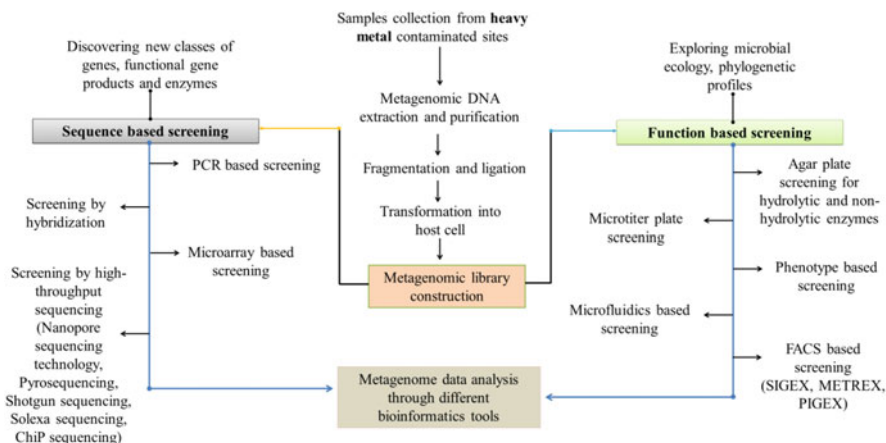 Samples collection from heavy
metal contaminated sites
Metagenomic DNA
extraction and purification
Fragmentation and ligation
Transformation into
host cell
Metagenomic library
construction
Discovering new classes of
genes, functional gene
products and enzymes
Sequence based screening
PCR based screening
Screening by
hybridization
Microarray based
screening
Screening by high-
throughput
sequencing
(Nanopore
sequencing
technology,
Pyrosequencing,
Shotgun sequencing,
Solexa sequencing,
ChiP sequencing)
Exploring microbial
ecology, phylogenetic
profiles
Function based screening
Agar plate
screening for
hydrolytic and non-
hydrolytic enzymes
Microtiter plate
screening
Phenotype based
screening
Microfluidics based
screening
FACS based
screening
(SIGEX, METREX,
PIGEX)
Metagenome data analysis
through different
bioinformatics tools